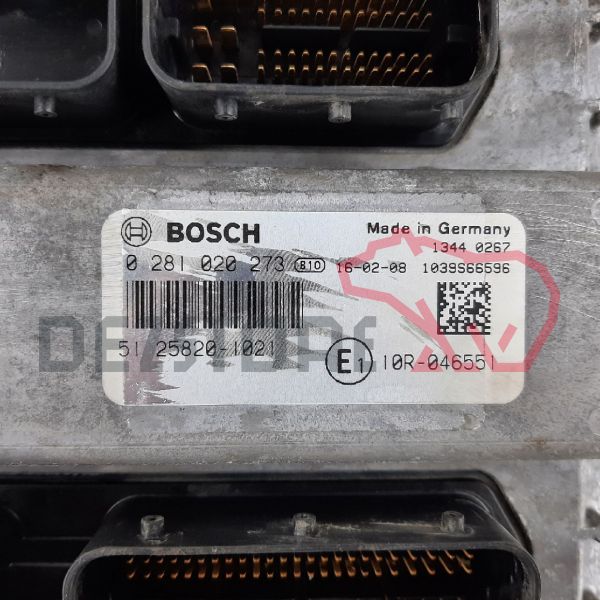 BOSCH Made in Germany
1344 0267
0 281 020 273 B10 16-02-08 1039S66596
51 25820-1021
E1 10R-046551